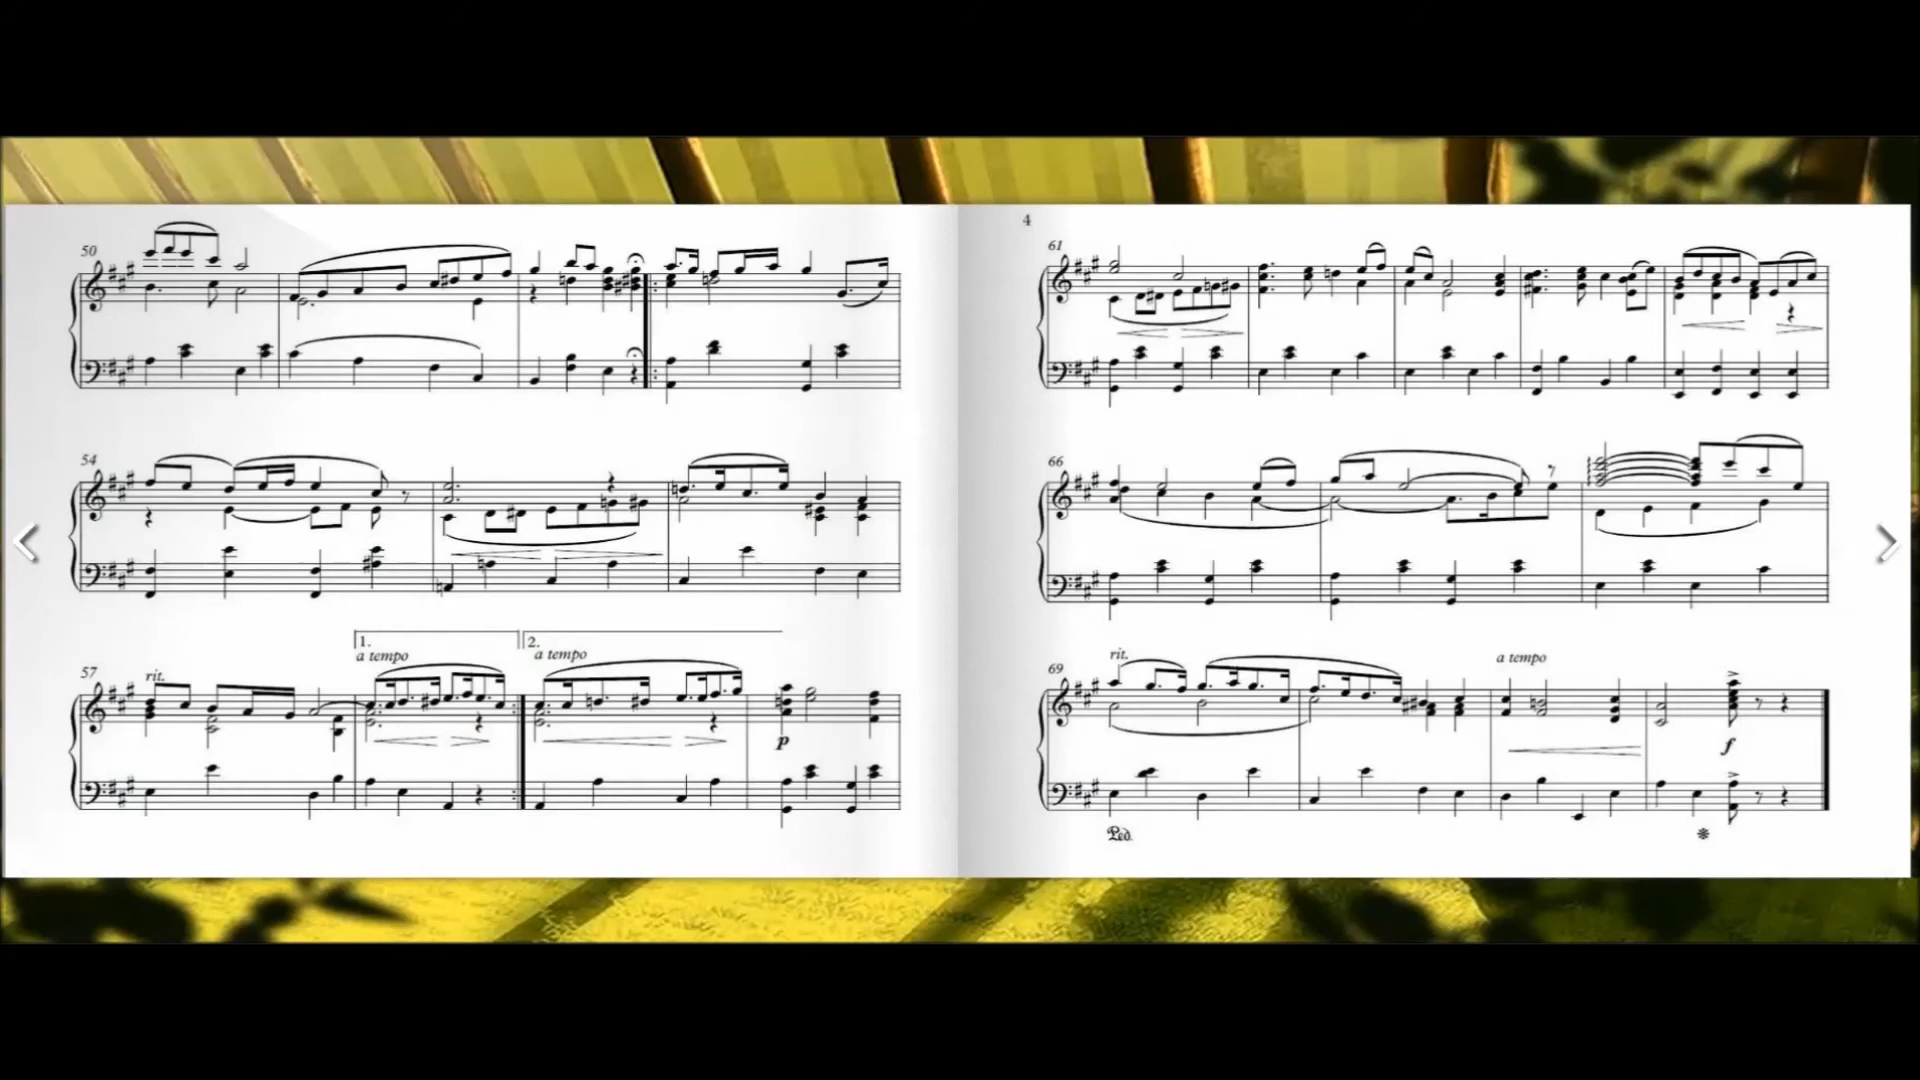 50
54
57
rit.
1.
a tempo
2.
a tempo
p
4
61
66
69
rit.
a tempo
f
Ped.